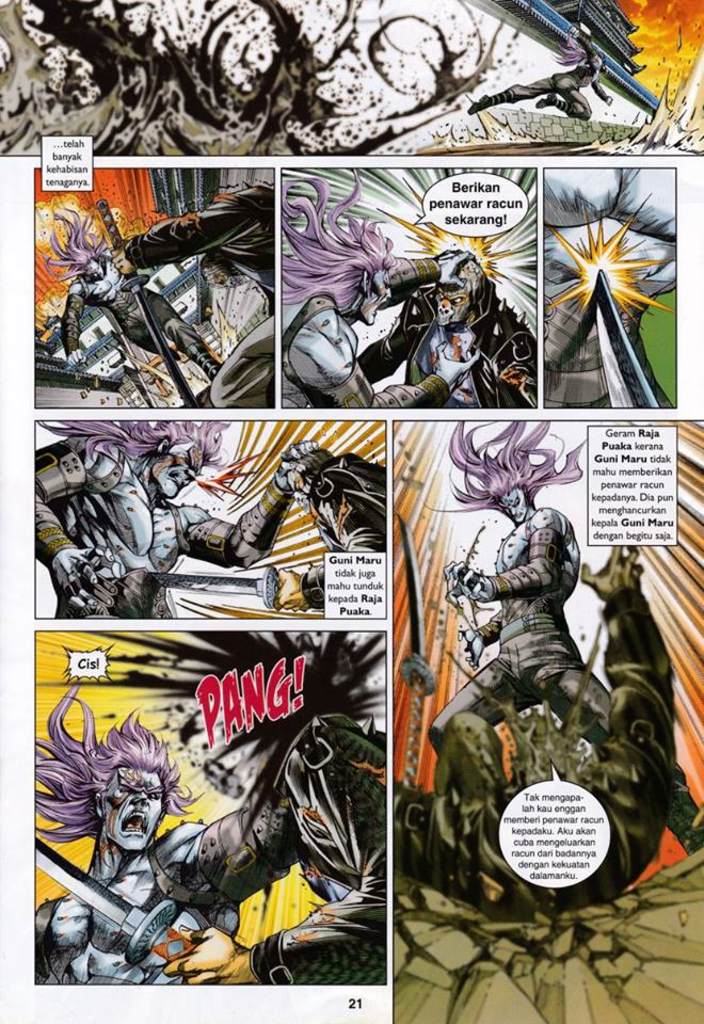 ...telah
banyak
kehabisan
tenaganya.
Berikan
penawar racun
sekarang!
Guni Maru
tidak juga
mahu tunduk
kepada Raja
Puaka.
Geram Raja
Puaka kerana
Guni Maru tidak
mahu memberikan
penawar racun
kepadanya. Dia pun
menghancurkan
kepala Guni Maru
dengan begitu saja.
Cis!
PANG!
Tak mengapa-
lah kau enggan
memberi penawar racun
kepadaku. Aku akan
cuba mengeluarkan
racun dari badannya
dengan kekuatan
dalamanku.
21